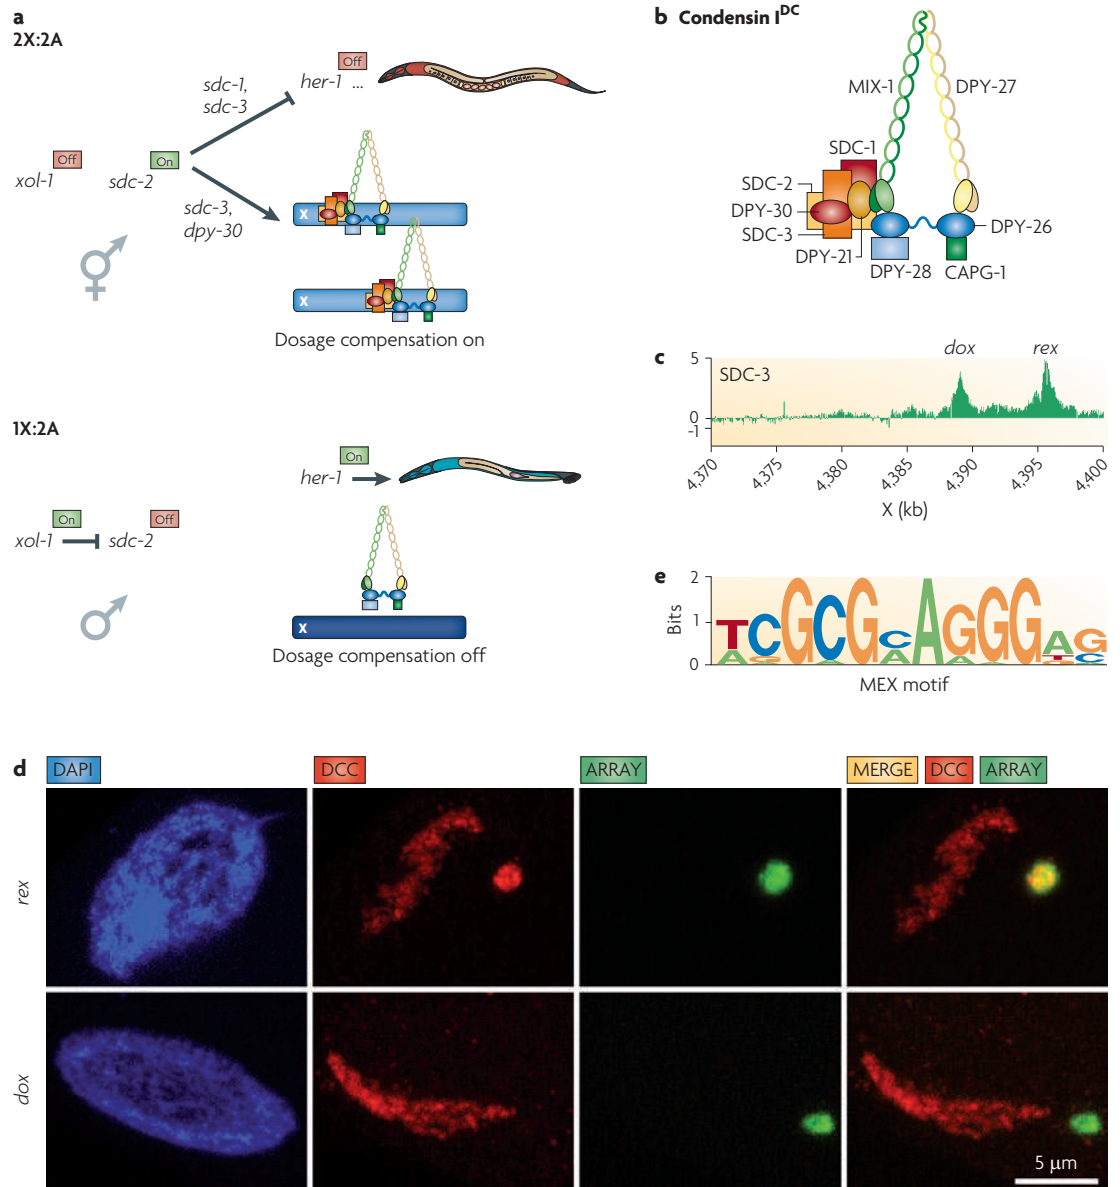 a
2X:2A
Off
her-1 ...
sdc-1,
sdc-3
Off
On
xol-1
sdc-2
sdc-3,
dpy-30
X
X
Dosage compensation on
1X:2A
On
her-1
On
Off
xol-1
sdc-2
X
Dosage compensation off
b Condensin I^DC
MIX-1
DPY-27
SDC-1
SDC-2
DPY-30
SDC-3
DPY-21
DPY-28
CAPG-1
DPY-26
c
dox
rex
5
SDC-3
0
-1
4,370
4,375
4,380
4,385
4,390
4,395
4,400
X (kb)
e
2
Bits
1
0
TCGCGCAGGGAG
AGAAAATC
CG
MEX motif
d
DAPI
DCC
ARRAY
MERGE
DCC
ARRAY
rex
dox
5 µm